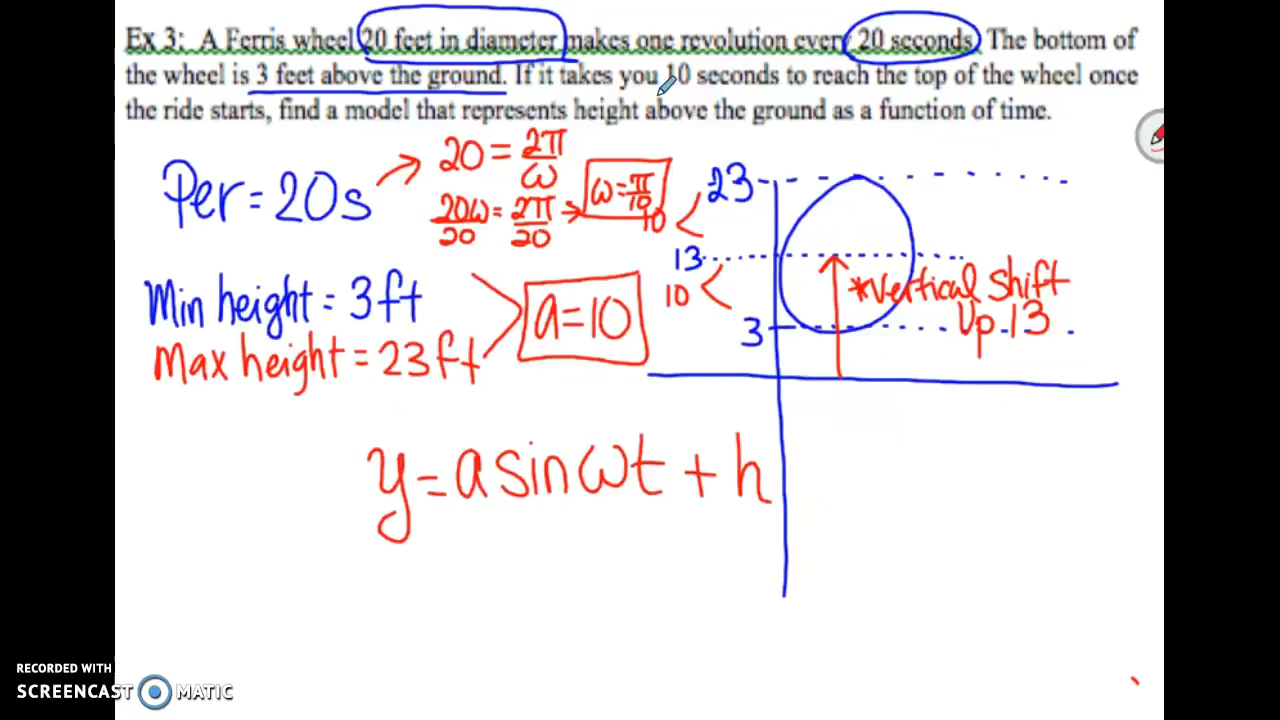 Ex 3: A Ferris wheel 20 feet in diameter makes one revolution every 20 seconds. The bottom of
the wheel is 3 feet above the ground. If it takes you 10 seconds to reach the top of the wheel once
the ride starts, find a model that represents height above the ground as a function of time.
Per = 20s
20 = 2π/ω
20ω/20 = 2π/20
ω = π/10
Min height = 3ft
Max height = 23ft
a = 10
23
10
13
10
3
*Vertical Shift
Up 13
y = a sin ωt + h
RECORDED WITH
SCREENCAST MATIC